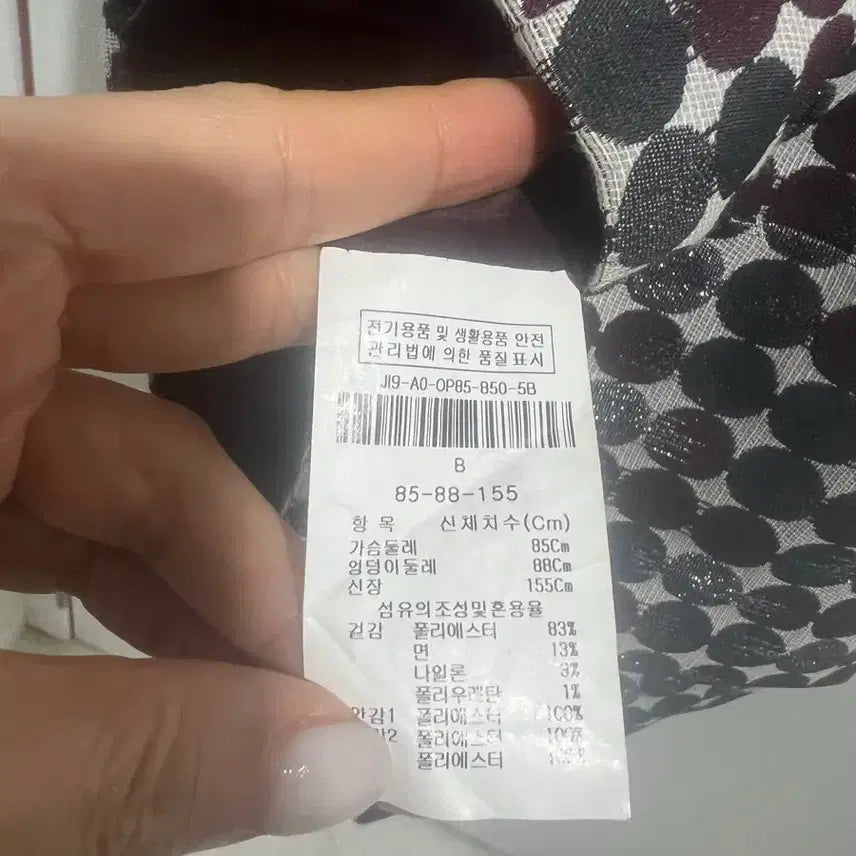 전기용품 및 생활용품 안전
관리법에 의한 품질표시
JI9-A0-OP85-850-5B
B
85-88-155
항 목 신체치수(Cm)
가슴둘레 85Cm
엉덩이둘레 88Cm
신장 155Cm
섬유의조성및혼용율
겉감 폴리에스터 83%
면 13%
나일론 3%
폴리우레탄 1%
안감1 폴리에스터 100%
폴리에스터 100%
폴리에스터